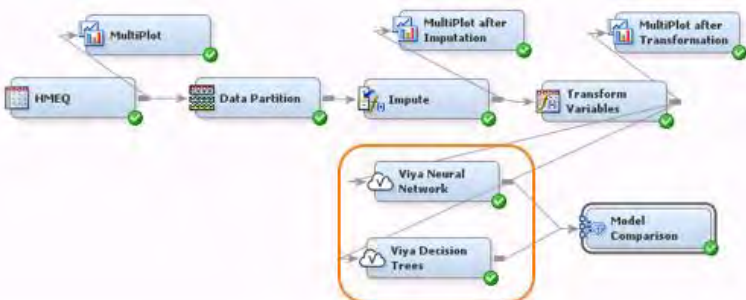 MultiPlot
MultiPlot after
Imputation
MultiPlot after
Transformation
HMEQ
Data Partition
Impute
Transform
Variables
Viya Neural
Network
Viya Decision
Trees
Model
Comparison